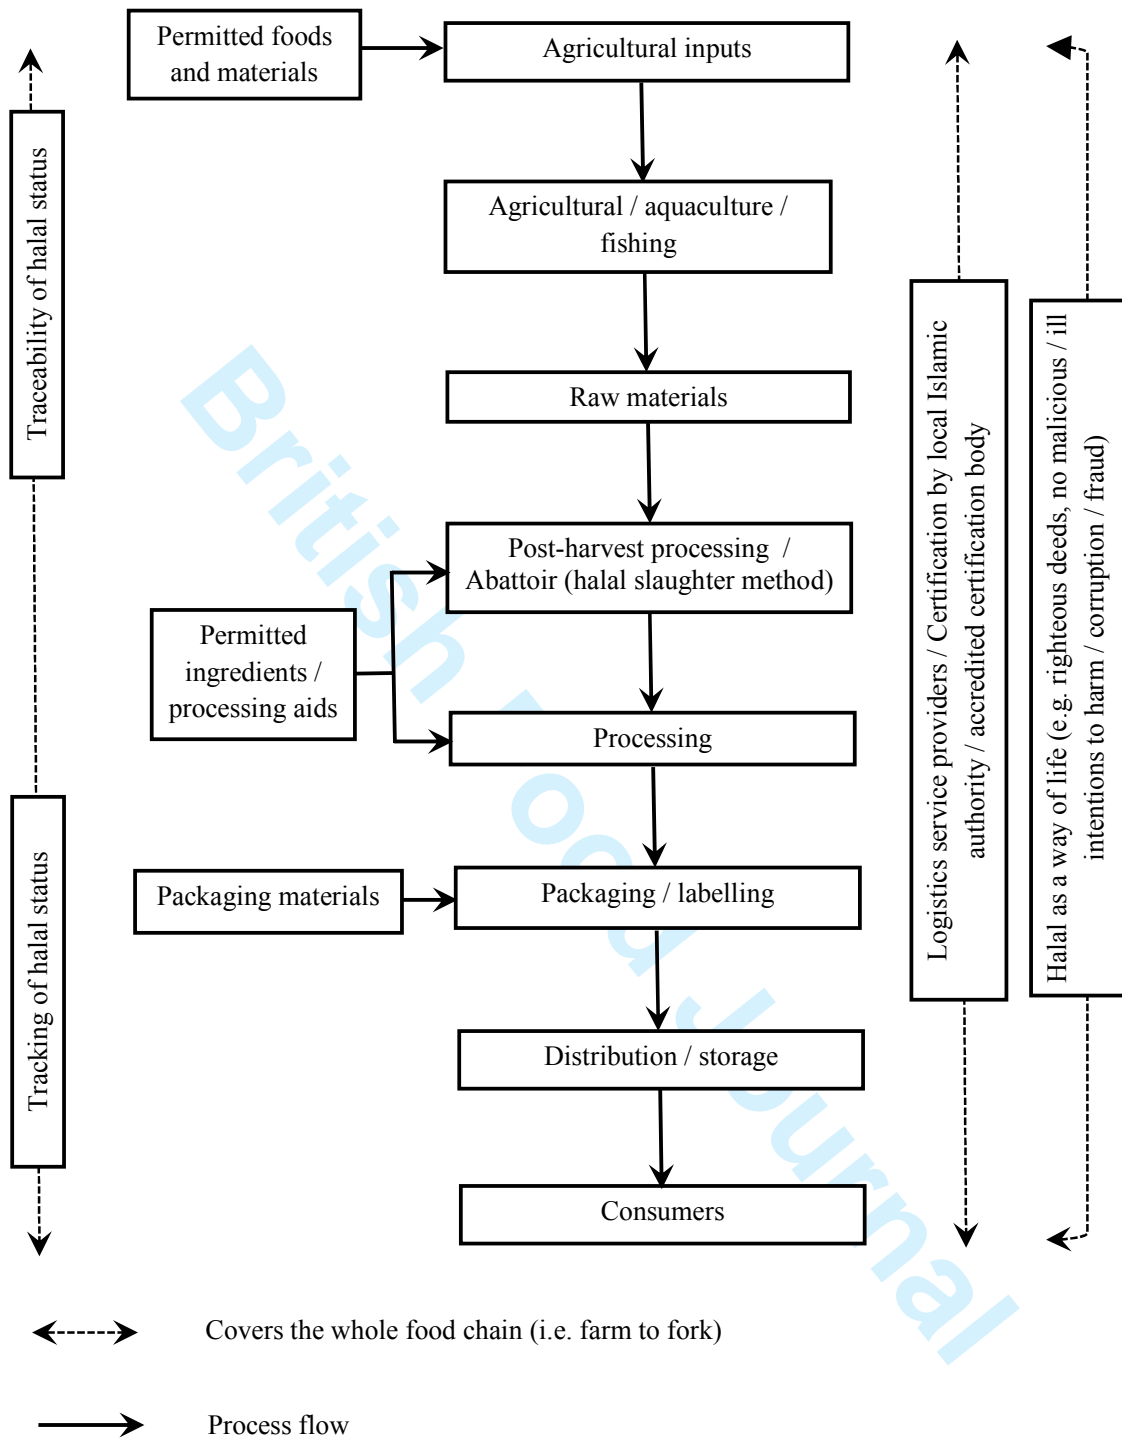 Permitted foods
and materials
Agricultural inputs
Agricultural / aquaculture /
fishing
Raw materials
Post-harvest processing /
Abattoir (halal slaughter method)
Permitted
ingredients /
processing aids
Processing
Packaging materials
Packaging / labelling
Distribution / storage
Consumers
Traceability of halal status
Tracking of halal status
Logistics service providers / Certification by local Islamic
authority / accredited certification body
Halal as a way of life (e.g. righteous deeds, no malicious / ill
intentions to harm / corruption / fraud)
British Food Journal
Covers the whole food chain (i.e. farm to fork)
Process flow